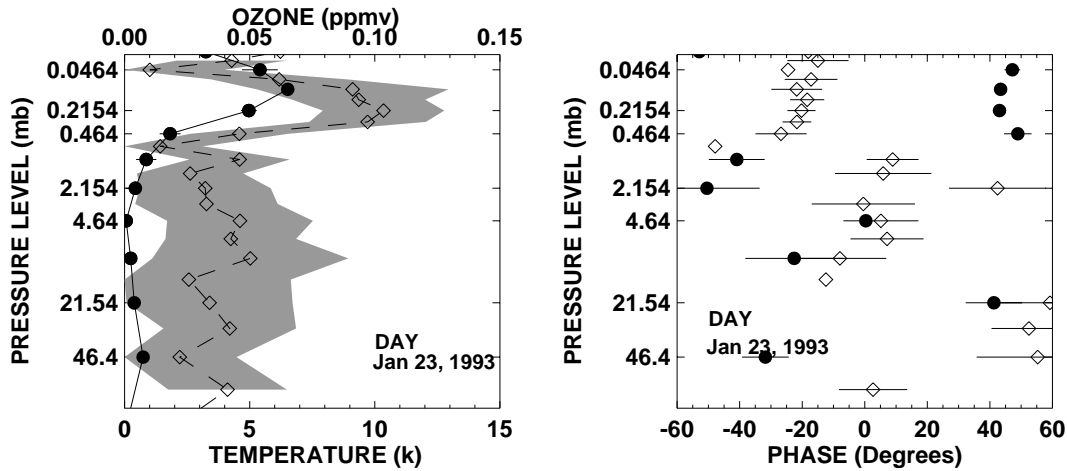 OZONE (ppmv)
0.00 0.05 0.10 0.15
PRESSURE LEVEL (mb)
0.0464
0.2154
0.464
2.154
4.64
21.54
46.4
DAY
Jan 23, 1993
0 5 10 15
TEMPERATURE (k)
PRESSURE LEVEL (mb)
0.0464
0.2154
0.464
2.154
4.64
21.54
46.4
DAY
Jan 23, 1993
-60 -40 -20 0 20 40 60
PHASE (Degrees)